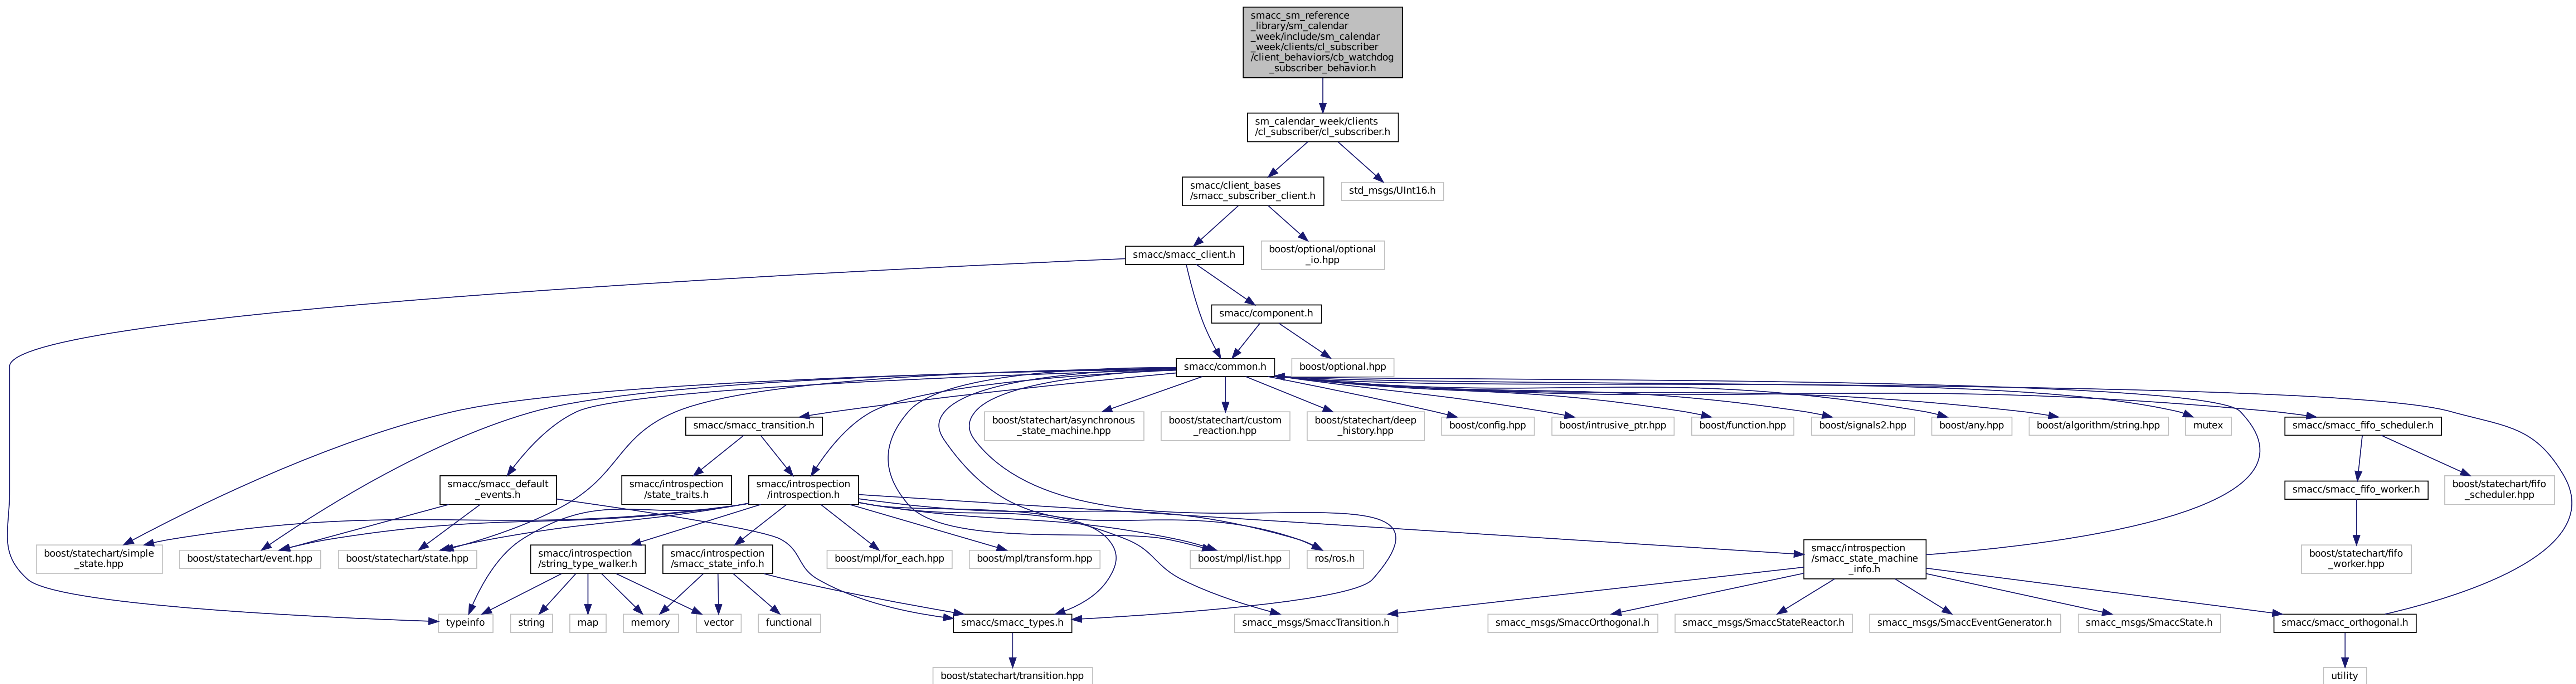 smacc_sm_reference
_library/sm_calendar
_week/include/sm_calendar
_week/clients/cl_subscriber
/client_behaviors/cb_watchdog
_subscriber_behavior.h
sm_calendar_week/clients
/cl_subscriber/cl_subscriber.h
smacc/client_bases
/smacc_subscriber_client.h
std_msgs/UInt16.h
smacc/smacc_client.h
boost/optional/optional
_io.hpp
smacc/component.h
smacc/common.h
boost/optional.hpp
smacc/smacc_transition.h
boost/statechart/asynchronous
_state_machine.hpp
boost/statechart/custom
_reaction.hpp
boost/statechart/deep
_history.hpp
boost/config.hpp
boost/intrusive_ptr.hpp
boost/function.hpp
boost/signals2.hpp
boost/any.hpp
boost/algorithm/string.hpp
mutex
smacc/smacc_fifo_scheduler.h
smacc/smacc_default
_events.h
smacc/introspection
/state_traits.h
smacc/introspection
/introspection.h
smacc/smacc_fifo_worker.h
boost/statechart/fifo
_scheduler.hpp
boost/statechart/simple
_state.hpp
boost/statechart/event.hpp
boost/statechart/state.hpp
smacc/introspection
/string_type_walker.h
smacc/introspection
/smacc_state_info.h
boost/mpl/for_each.hpp
boost/mpl/transform.hpp
boost/mpl/list.hpp
ros/ros.h
smacc/introspection
/smacc_state_machine
_info.h
boost/statechart/fifo
_worker.hpp
typeinfo
string
map
memory
vector
functional
smacc/smacc_types.h
smacc_msgs/SmaccTransition.h
smacc_msgs/SmaccOrthogonal.h
smacc_msgs/SmaccStateReactor.h
smacc_msgs/SmaccEventGenerator.h
smacc_msgs/SmaccState.h
smacc/smacc_orthogonal.h
boost/statechart/transition.hpp
utility